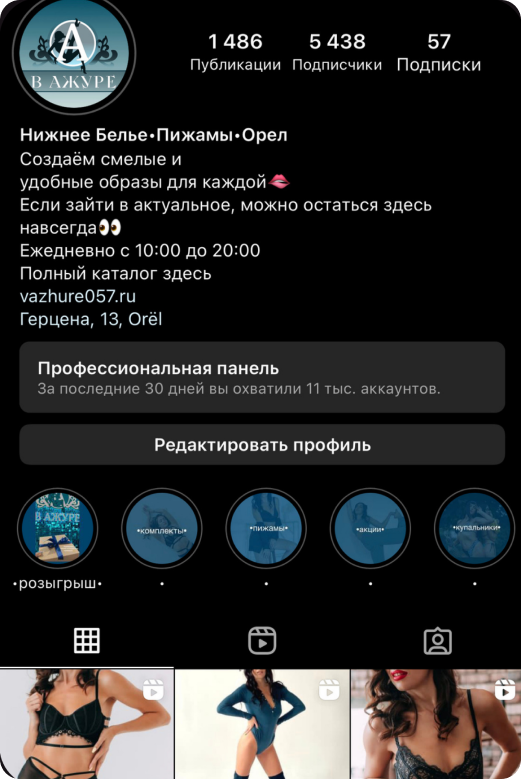 А
В АЖУРЕ
1 486 5 438 57
Публикации Подписчики Подписки
Нижнее Белье•Пижамы•Орел
Создаём смелые и
удобные образы для каждой🫦
Если зайти в актуальное, можно остаться здесь
навсегда👀
Ежедневно с 10:00 до 20:00
Полный каталог здесь
vazhure057.ru
Герцена, 13, Orël
Профессиональная панель
За последние 30 дней вы охватили 11 тыс. аккаунтов.
Редактировать профиль
В АЖУРЕ
•комплекты• •пижамы• •акции• •купальники•
•розыгрыш• • • • •